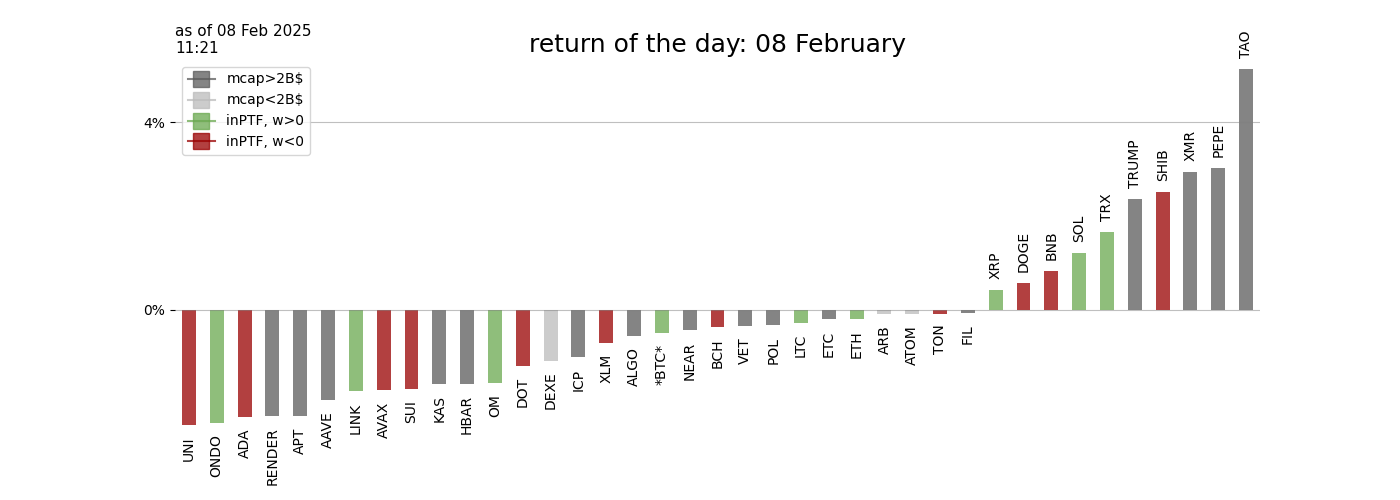 as of 08 Feb 2025
11:21
return of the day: 08 February
mcap>2B$
mcap<2B$
inPTF, w>0
inPTF, w<0
4%
0%
UNI
ONDO
ADA
RENDER
APT
AAVE
LINK
AVAX
SUI
KAS
HBAR
OM
DOT
DEXE
ICP
XLM
ALGO
*BTC*
NEAR
BCH
VET
POL
LTC
ETC
ETH
ARB
ATOM
TON
FIL
XRP
DOGE
BNB
SOL
TRX
TRUMP
SHIB
XMR
PEPE
TAO